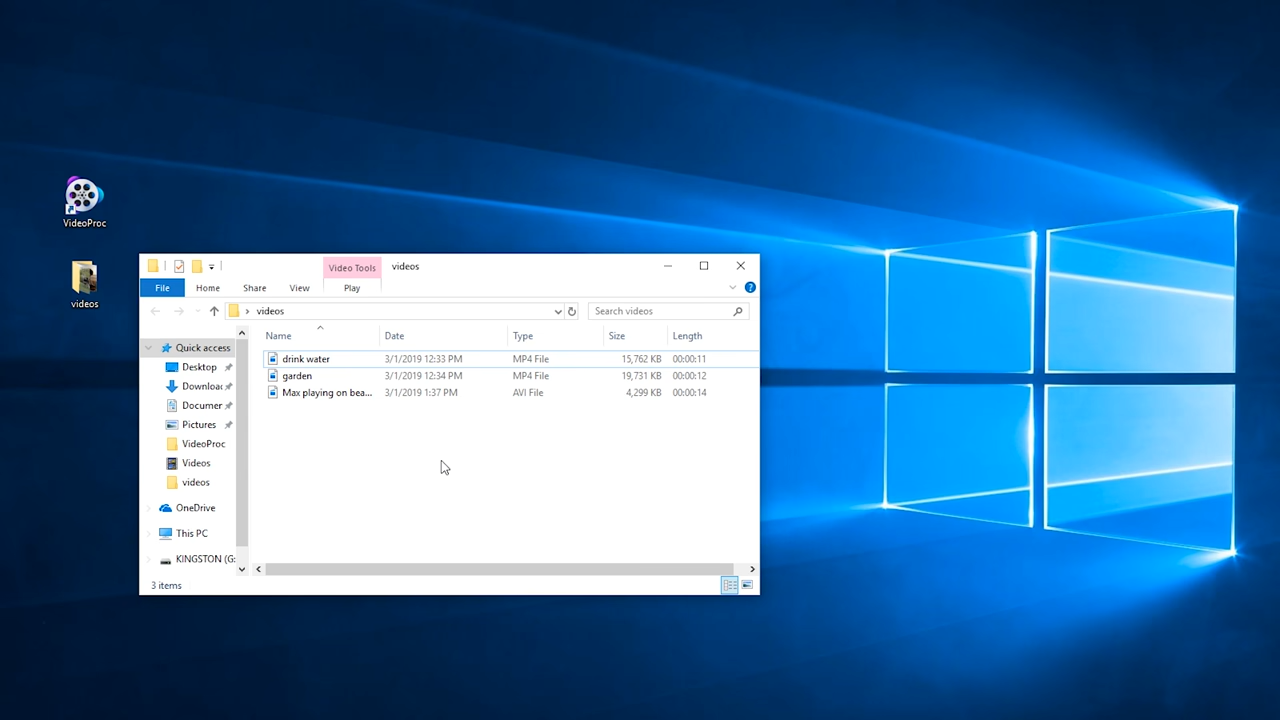 VideoProc
videos
Video Tools
videos
File
Home
Share
View
Play
videos
Search videos
Name
Date
Type
Size
Length
drink water
3/1/2019 12:33 PM
MP4 File
15,762 KB
00:00:11
garden
3/1/2019 12:34 PM
MP4 File
19,731 KB
00:00:12
Max playing on bea...
3/1/2019 1:37 PM
AVI File
4,299 KB
00:00:14
Quick access
Desktop
Downloac
Documer
Pictures
VideoProc
Videos
videos
OneDrive
This PC
KINGSTON (G:
3 items